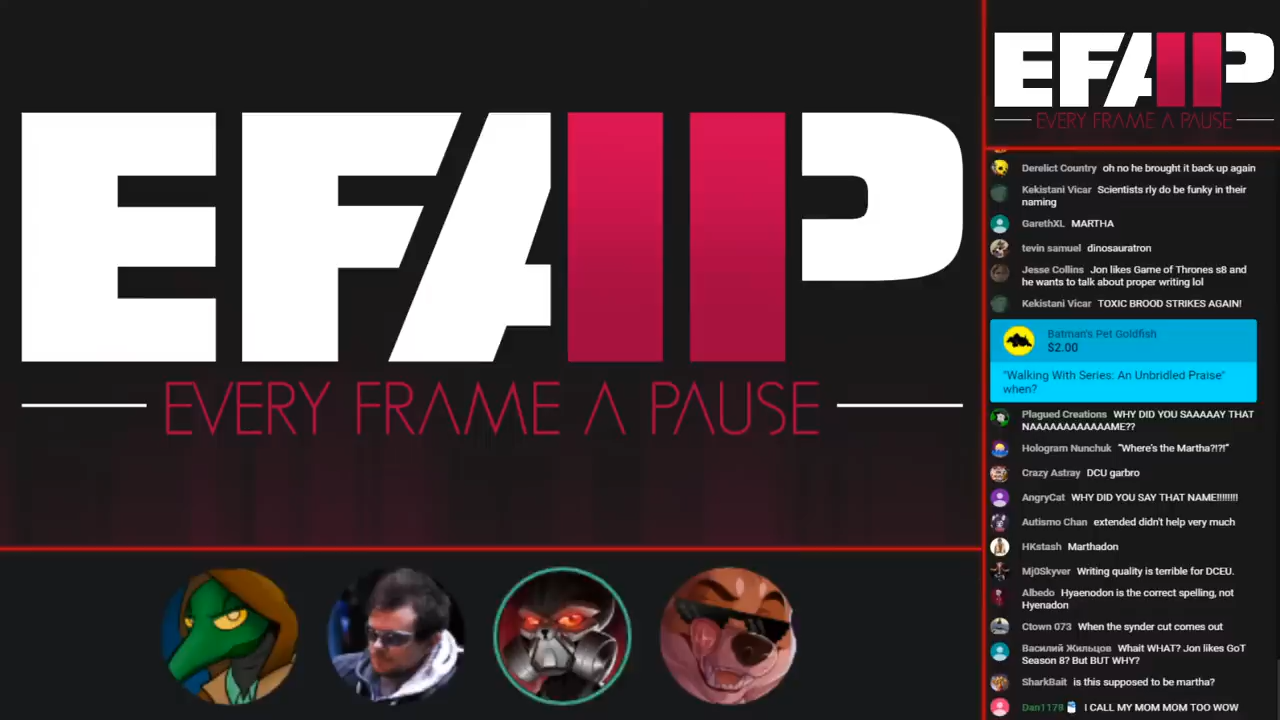 EFAP
EVERY FRAME A PAUSE
EFAP
EVERY FRAME A PAUSE
Derelict Country oh no he brought it back up again
Kekistani Vicar Scientists rly do be funky in their
naming
GarethXL MARTHA
tevin samuel dinosauratron
Jesse Collins Jon likes Game of Thrones s8 and
he wants to talk about proper writing lol
Kekistani Vicar TOXIC BROOD STRIKES AGAIN!
Batman's Pet Goldfish
$2.00
"Walking With Series: An Unbridled Praise"
when?
Plagued Creations WHY DID YOU SAAAAAY THAT
NAAAAAAAAAAAAME??
Hologram Nunchuk "Where's the Martha?!?!"
Crazy Astray DCU garbro
AngryCat WHY DID YOU SAY THAT NAME!!!!!!!!
Autismo Chan extended didn't help very much
HKstash Marthadon
Mj0Skyver Writing quality is terrible for DCEU.
Albedo Hyaenodon is the correct spelling, not
Hyenadon
Ctown 073 When the synder cut comes out
Василий Жильцов Whait WHAT? Jon likes GoT
Season 8? But BUT WHY?
SharkBait is this supposed to be martha?
Dan1178 I CALL MY MOM MOM TOO WOW